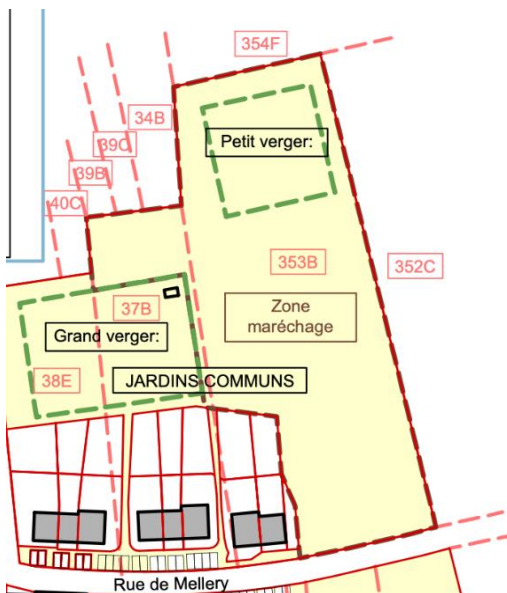 354F
34B
39C
39B
40C
Petit verger:
353B
352C
37B
Zone
maréchage
Grand verger:
38E
JARDINS COMMUNS
Rue de Mellery